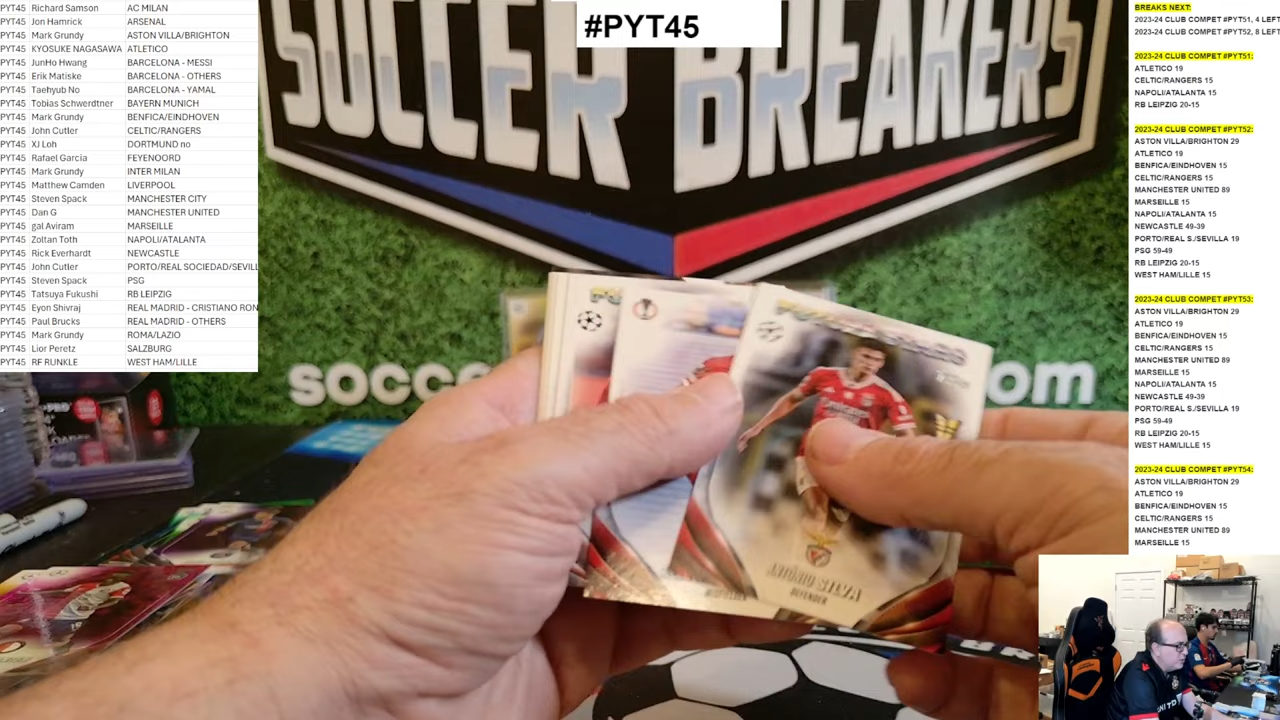 #PYT45
PYT45 Richard Samson AC MILAN
PYT45 Jon Hamrick ARSENAL
PYT45 Mark Grundy ASTON VILLA/BRIGHTON
PYT45 KYOSUKE NAGASAWA ATLETICO
PYT45 JunHo Hwang BARCELONA - MESSI
PYT45 Erik Matiske BARCELONA - OTHERS
PYT45 Taehyub No BARCELONA - YAMAL
PYT45 Tobias Schwerdtner BAYERN MUNICH
PYT45 Mark Grundy BENFICA/EINDHOVEN
PYT45 John Cutler CELTIC/RANGERS
PYT45 XJ Loh DORTMUND no
PYT45 Rafael Garcia FEYENOORD
PYT45 Mark Grundy INTER MILAN
PYT45 Matthew Camden LIVERPOOL
PYT45 Steven Spack MANCHESTER CITY
PYT45 Dan G MANCHESTER UNITED
PYT45 gal Aviram MARSEILLE
PYT45 Zoltan Toth NAPOLI/ATALANTA
PYT45 Rick Everhardt NEWCASTLE
PYT45 John Cutler PORTO/REAL SOCIEDAD/SEVILL
PYT45 Steven Spack PSG
PYT45 Tatsuya Fukushi RB LEIPZIG
PYT45 Eyon Shivraj REAL MADRID - CRISTIANO RON
PYT45 Paul Brucks REAL MADRID - OTHERS
PYT45 Mark Grundy ROMA/LAZIO
PYT45 Lior Peretz SALZBURG
PYT45 RF RUNKLE WEST HAM/LILLE
SOCCER BREAKERS
socce
om
ANTÓNIO SILVA
DEFENDER
BREAKS NEXT:
2023-24 CLUB COMPET #PYT51, 4 LEFT
2023-24 CLUB COMPET #PYT52, 8 LEFT
2023-24 CLUB COMPET #PYT51:
ATLETICO 19
CELTIC/RANGERS 15
NAPOLI/ATALANTA 15
RB LEIPZIG 20-15
2023-24 CLUB COMPET #PYT52:
ASTON VILLA/BRIGHTON 29
ATLETICO 19
BENFICA/EINDHOVEN 15
CELTIC/RANGERS 15
MANCHESTER UNITED 89
MARSEILLE 15
NAPOLI/ATALANTA 15
NEWCASTLE 49-39
PORTO/REAL S./SEVILLA 19
PSG 59-49
RB LEIPZIG 20-15
WEST HAM/LILLE 15
2023-24 CLUB COMPET #PYT53:
ASTON VILLA/BRIGHTON 29
ATLETICO 19
BENFICA/EINDHOVEN 15
CELTIC/RANGERS 15
MANCHESTER UNITED 89
MARSEILLE 15
NAPOLI/ATALANTA 15
NEWCASTLE 49-39
PORTO/REAL S./SEVILLA 19
PSG 59-49
RB LEIPZIG 20-15
WEST HAM/LILLE 15
2023-24 CLUB COMPET #PYT54:
ASTON VILLA/BRIGHTON 29
ATLETICO 19
BENFICA/EINDHOVEN 15
CELTIC/RANGERS 15
MANCHESTER UNITED 89
MARSEILLE 15